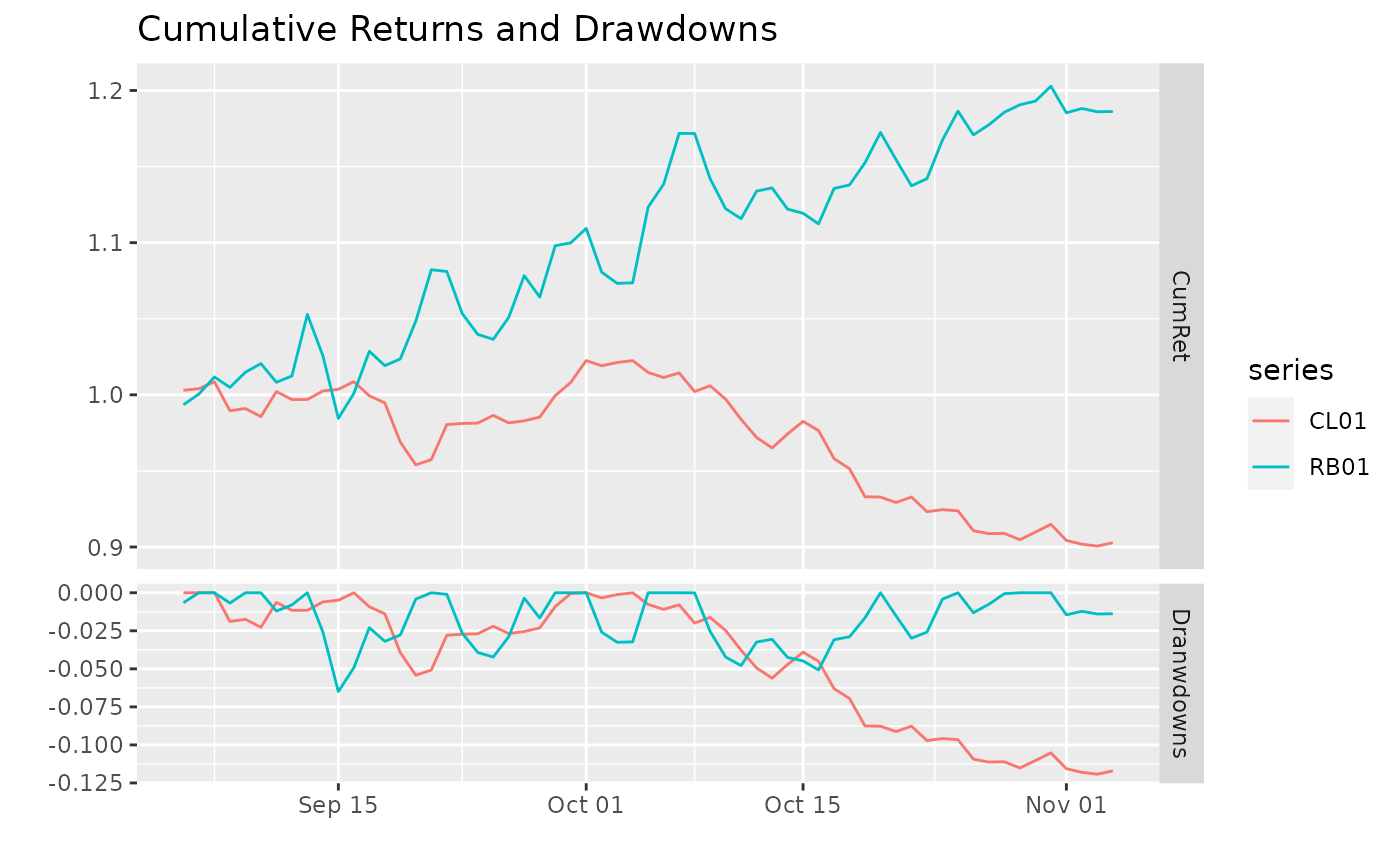 Cumulative Returns and Drawdowns
1.2
1.1
1.0
0.9
CumRet
0.000
-0.025
-0.050
-0.075
-0.100
-0.125
Dranwdowns
Sep 15
Oct 01
Oct 15
Nov 01
series
CL01
RB01